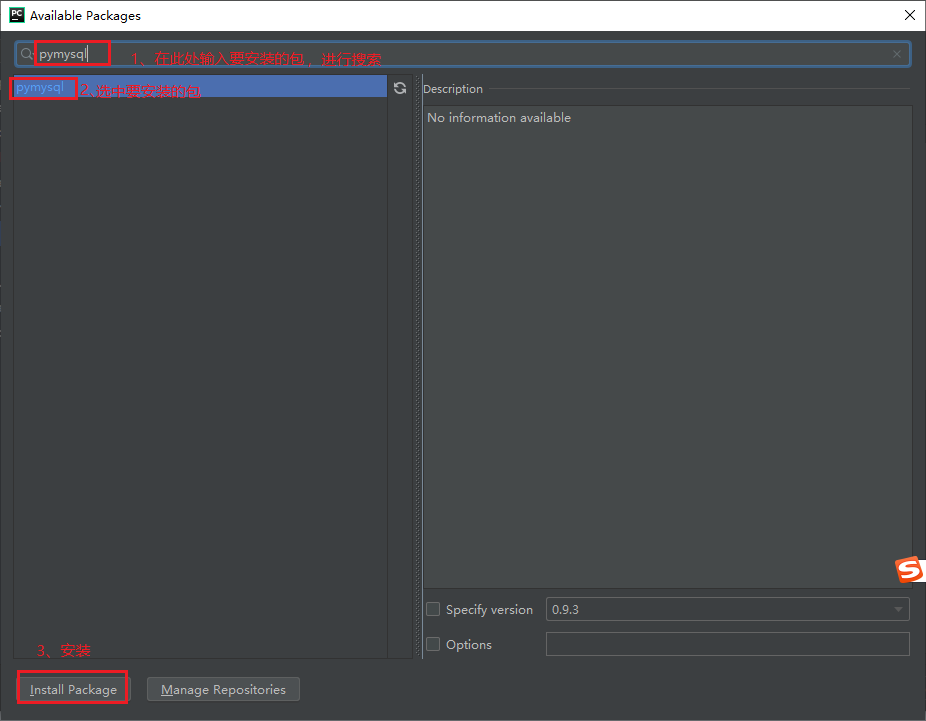 PC
Available Packages
pymysql
1、在此处输入要安装的包，进行搜索
pymysql
2、选中要安装的包
Description
No information available
Specify version
0.9.3
Options
3、安装
Install Package
Manage Repositories
S